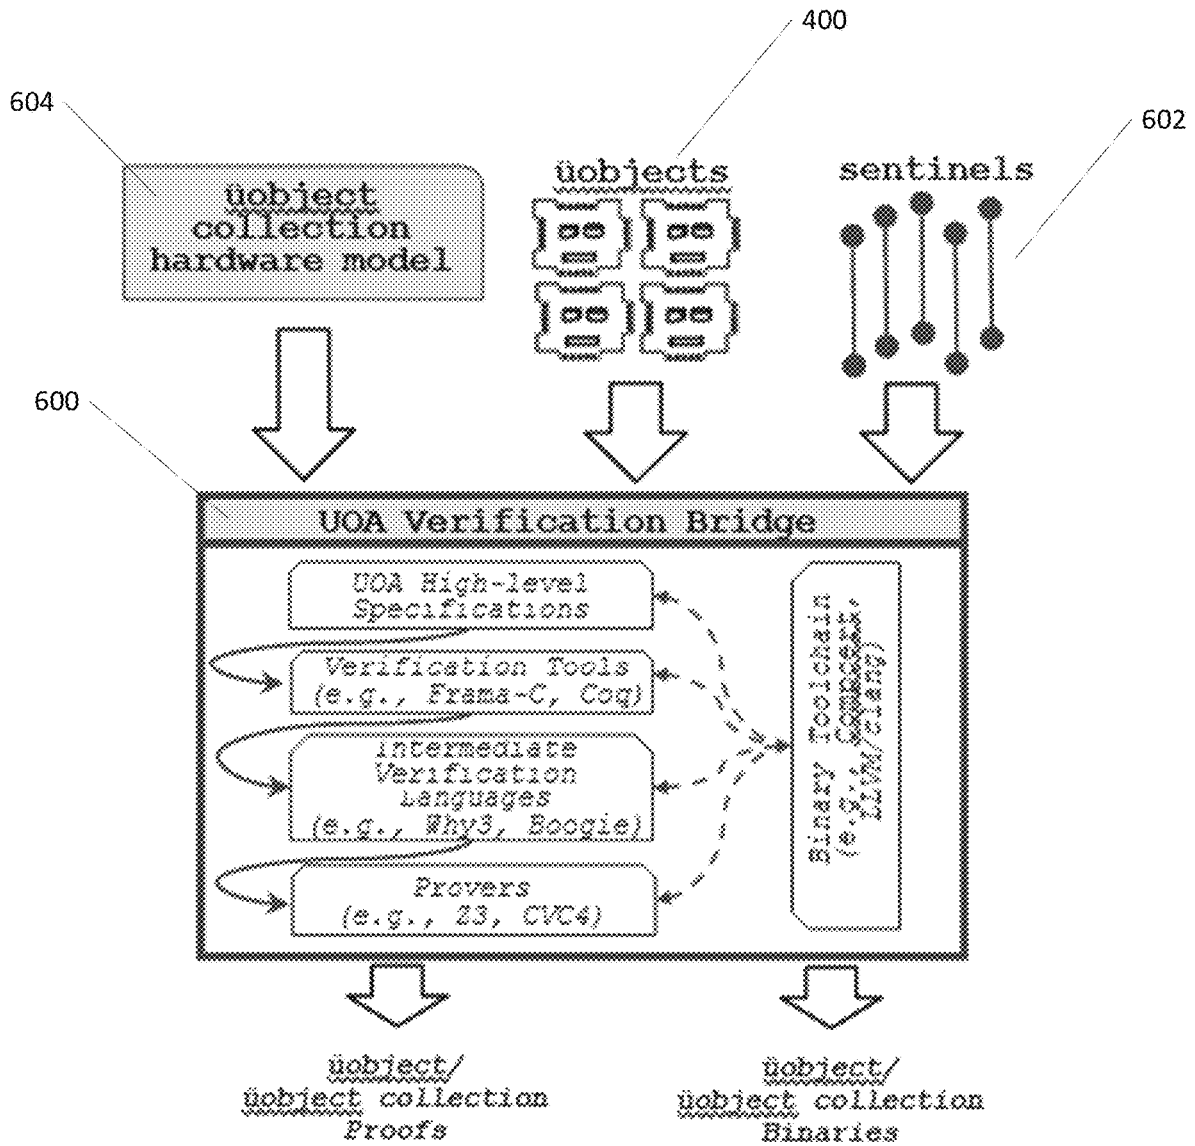 400
604
602
üobject
collection
hardware model
üobjects
sentinels
600
UOA Verification Bridge
UOA High-level
Specifications
Verification Tools
(e.g., Frama-C, Coq)
Intermediate
Verification
Languages
(e.g., Why3, Boogie)
Provers
(e.g., Z3, CVC4)
Binary Toolchain
(e.g., Compcert,
LLVM/clang)
üobject/
üobject collection
Proofs
üobject/
üobject collection
Binaries